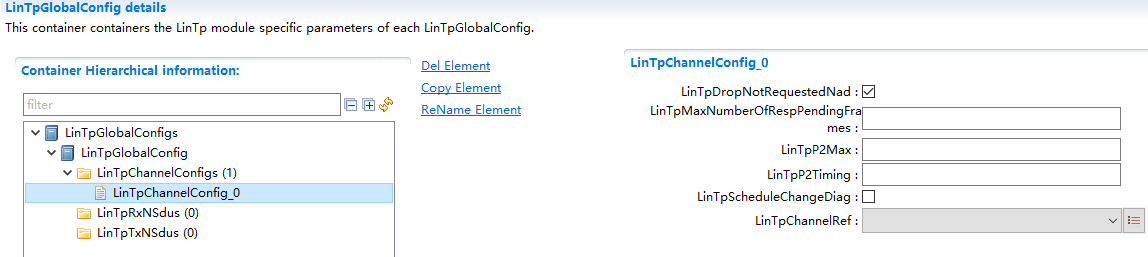 LinTpGlobalConfig details
This container containers the LinTp module specific parameters of each LinTpGlobalConfig.
Container Hierarchical information:
filter
LinTpGlobalConfigs
LinTpGlobalConfig
LinTpChannelConfigs (1)
LinTpChannelConfig_0
LinTpRxNSdus (0)
LinTpTxNSdus (0)
Del Element
Copy Element
ReName Element
LinTpChannelConfig_0
LinTpDropNotRequestedNad :
LinTpMaxNumberOfRespPendingFra
mes :
LinTpP2Max :
LinTpP2Timing :
LinTpScheduleChangeDiag :
LinTpChannelRef :